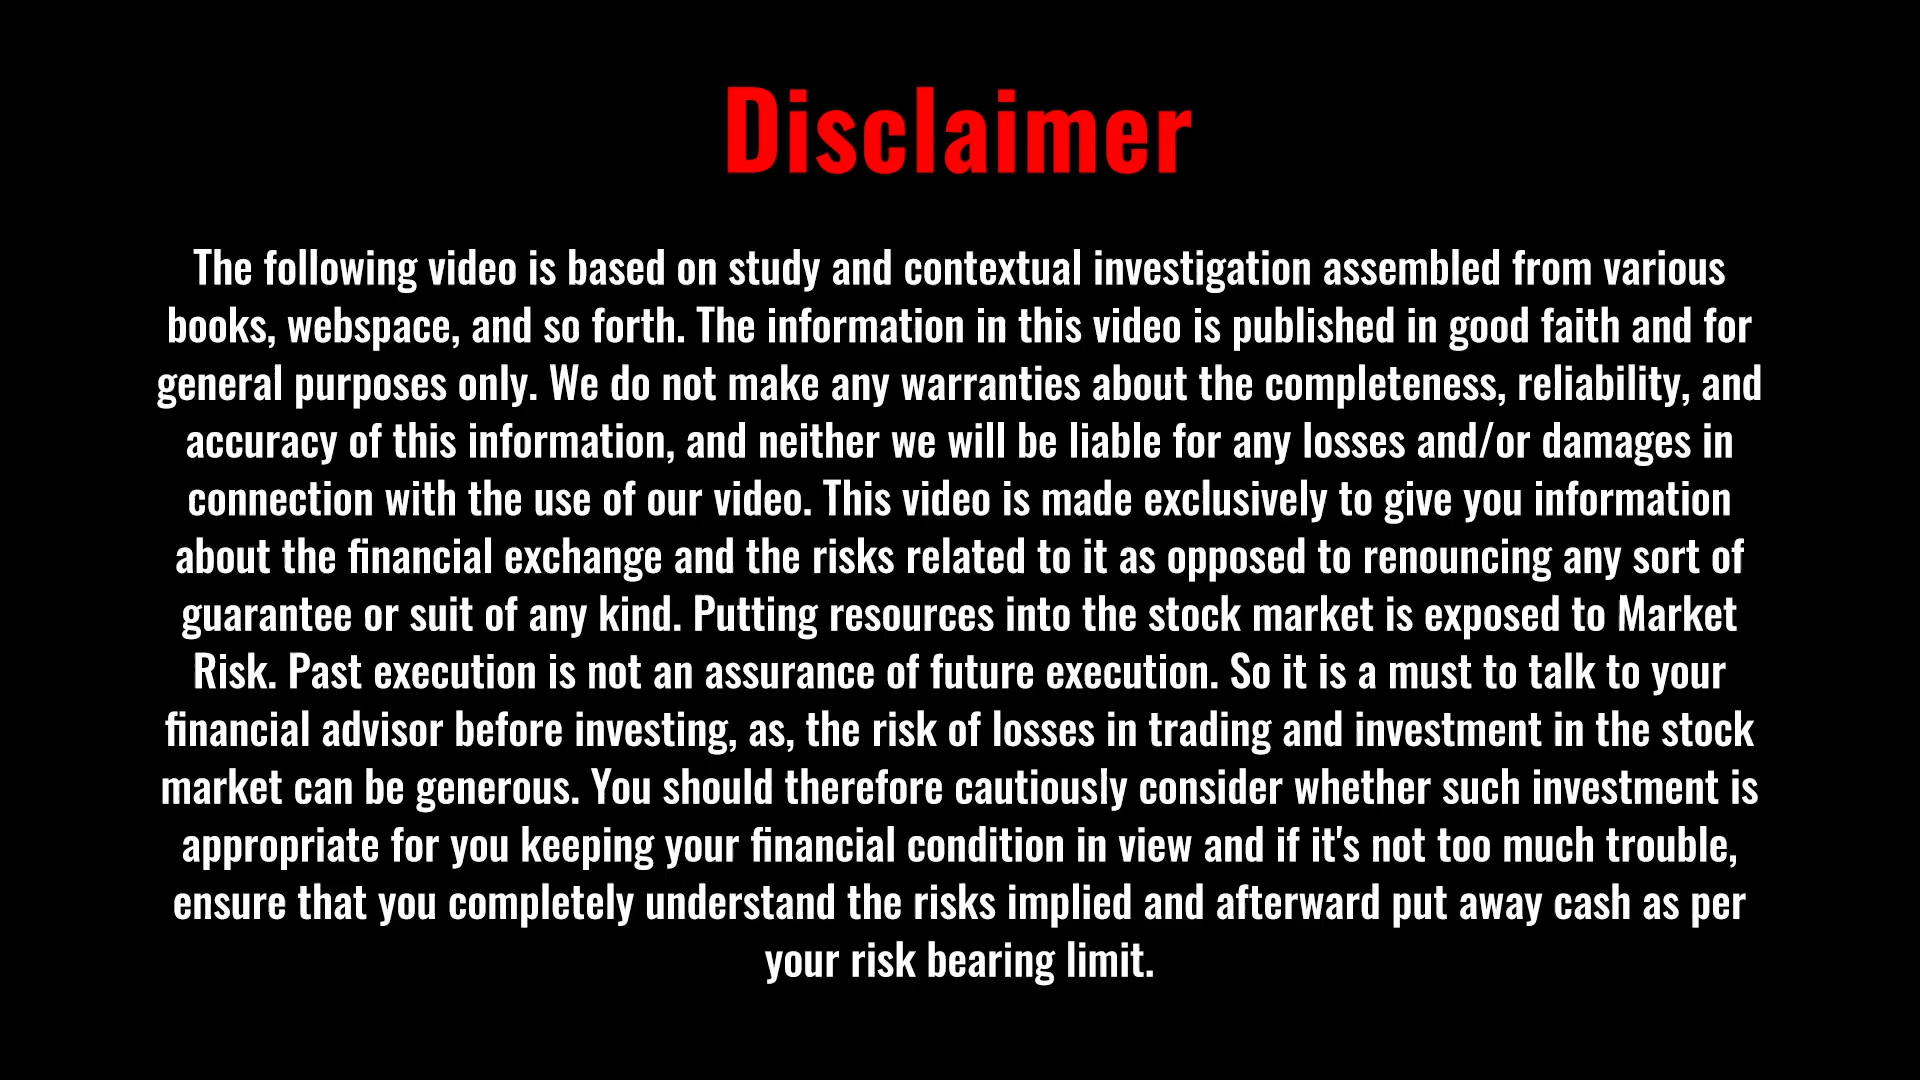 Disclaimer
The following video is based on study and contextual investigation assembled from various
books, webspace, and so forth. The information in this video is published in good faith and for
general purposes only. We do not make any warranties about the completeness, reliability, and
accuracy of this information, and neither we will be liable for any losses and/or damages in
connection with the use of our video. This video is made exclusively to give you information
about the financial exchange and the risks related to it as opposed to renouncing any sort of
guarantee or suit of any kind. Putting resources into the stock market is exposed to Market
Risk. Past execution is not an assurance of future execution. So it is a must to talk to your
financial advisor before investing, as, the risk of losses in trading and investment in the stock
market can be generous. You should therefore cautiously consider whether such investment is
appropriate for you keeping your financial condition in view and if it's not too much trouble,
ensure that you completely understand the risks implied and afterward put away cash as per
your risk bearing limit.